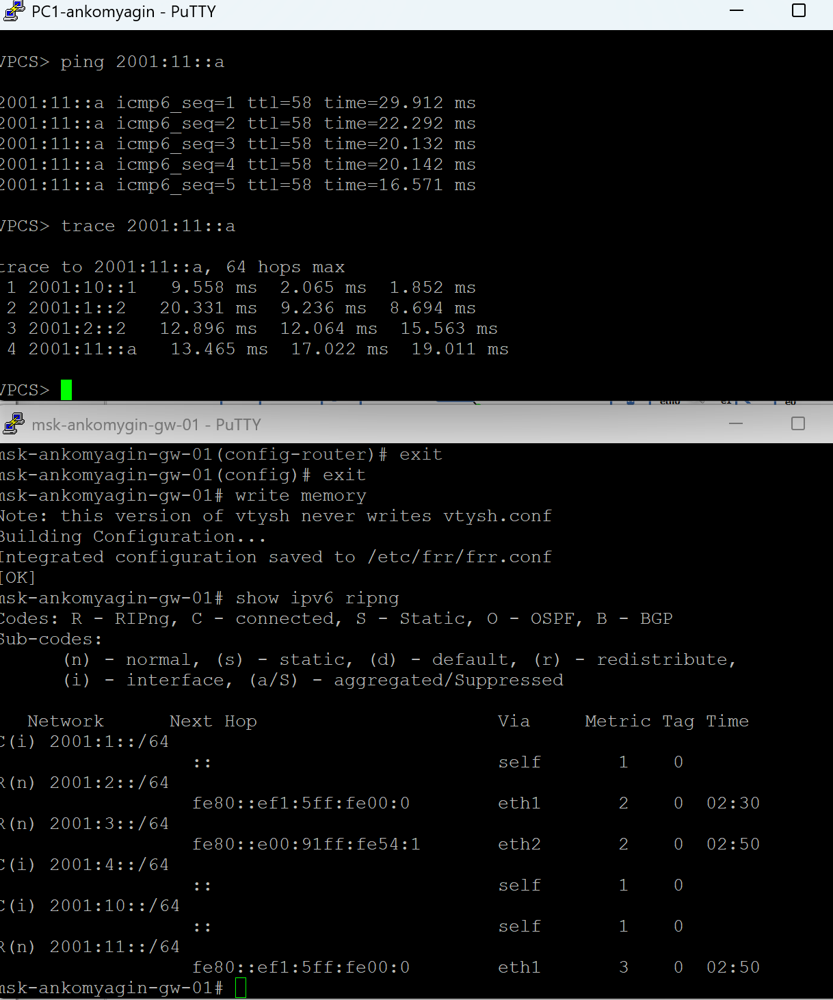 PC1-ankomyagin - PuTTY
VPCS> ping 2001:11::a
2001:11::a icmp6_seq=1 ttl=58 time=29.912 ms
2001:11::a icmp6_seq=2 ttl=58 time=22.292 ms
2001:11::a icmp6_seq=3 ttl=58 time=20.132 ms
2001:11::a icmp6_seq=4 ttl=58 time=20.142 ms
2001:11::a icmp6_seq=5 ttl=58 time=16.571 ms
VPCS> trace 2001:11::a
trace to 2001:11::a, 64 hops max
1 2001:10::1   9.558 ms  2.065 ms  1.852 ms
2 2001:1::2   20.331 ms  9.236 ms  8.694 ms
3 2001:2::2   12.896 ms  12.064 ms  15.563 ms
4 2001:11::a   13.465 ms  17.022 ms  19.011 ms
VPCS>
msk-ankomygin-gw-01 - PuTTY
msk-ankomyagin-gw-01(config-router)# exit
msk-ankomyagin-gw-01(config)# exit
msk-ankomyagin-gw-01# write memory
Note: this version of vtysh never writes vtysh.conf
Building Configuration...
Integrated configuration saved to /etc/frr/frr.conf
[OK]
msk-ankomyagin-gw-01# show ipv6 ripng
Codes: R - RIPng, C - connected, S - Static, O - OSPF, B - BGP
Sub-codes:
(n) - normal, (s) - static, (d) - default, (r) - redistribute,
(i) - interface, (a/S) - aggregated/Suppressed
Network      Next Hop                      Via     Metric Tag Time
C(i) 2001:1::/64
::                          self       1    0
R(n) 2001:2::/64
fe80::ef1:5ff:fe00:0        eth1       2    0  02:30
R(n) 2001:3::/64
fe80::e00:91ff:fe54:1       eth2       2    0  02:50
C(i) 2001:4::/64
::                          self       1    0
C(i) 2001:10::/64
::                          self       1    0
R(n) 2001:11::/64
fe80::ef1:5ff:fe00:0        eth1       3    0  02:50
msk-ankomyagin-gw-01#